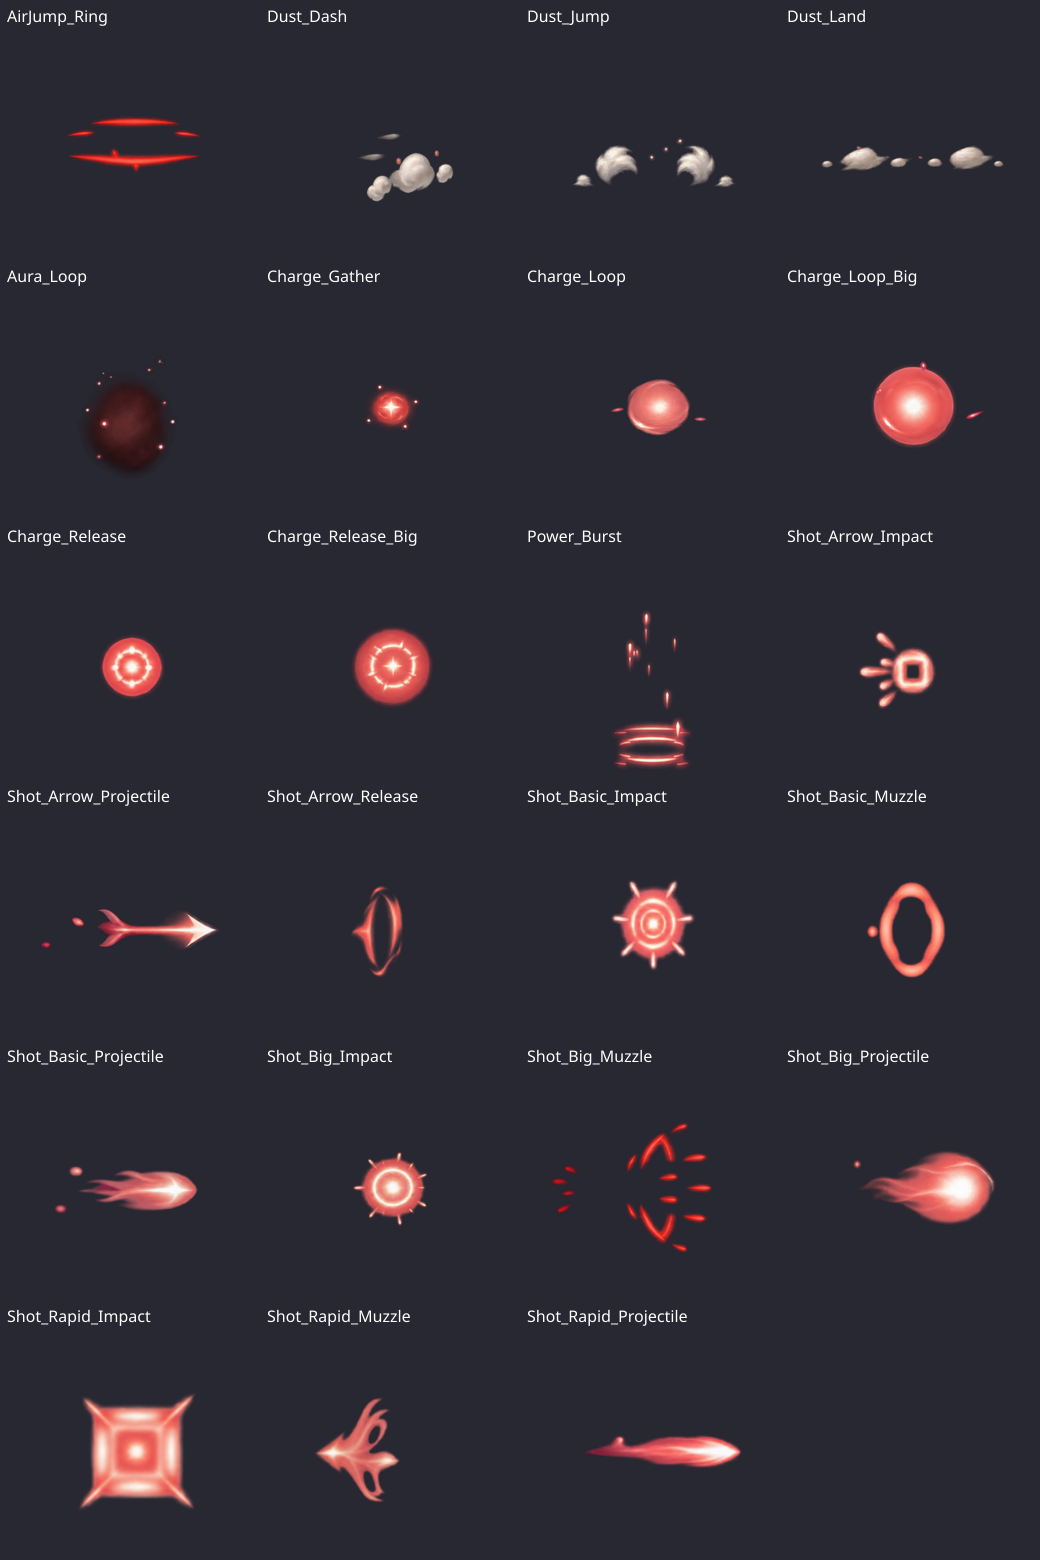 AirJump_Ring
Dust_Dash
Dust_Jump
Dust_Land
Aura_Loop
Charge_Gather
Charge_Loop
Charge_Loop_Big
Charge_Release
Charge_Release_Big
Power_Burst
Shot_Arrow_Impact
Shot_Arrow_Projectile
Shot_Arrow_Release
Shot_Basic_Impact
Shot_Basic_Muzzle
Shot_Basic_Projectile
Shot_Big_Impact
Shot_Big_Muzzle
Shot_Big_Projectile
Shot_Rapid_Impact
Shot_Rapid_Muzzle
Shot_Rapid_Projectile